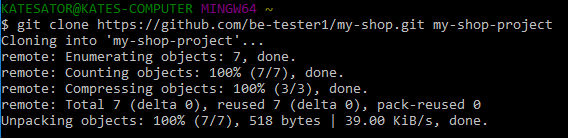 KATESATOR@KATES-COMPUTER MINGW64 ~
$ git clone https://github.com/be-tester1/my-shop.git my-shop-project
Cloning into 'my-shop-project'...
remote: Enumerating objects: 7, done.
remote: Counting objects: 100% (7/7), done.
remote: Compressing objects: 100% (3/3), done.
remote: Total 7 (delta 0), reused 7 (delta 0), pack-reused 0
Unpacking objects: 100% (7/7), 518 bytes | 39.00 KiB/s, done.